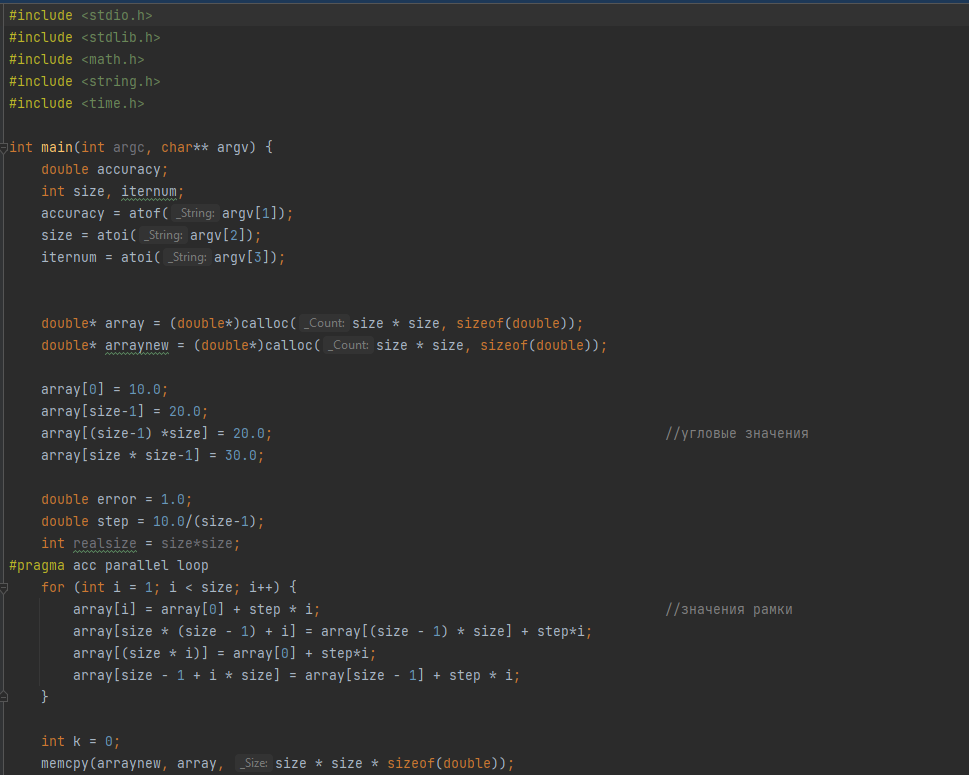 #include <stdio.h>
#include <stdlib.h>
#include <math.h>
#include <string.h>
#include <time.h>
int main(int argc, char** argv) {
double accuracy;
int size, iternum;
accuracy = atof( _String: argv[1]);
size = atoi( _String: argv[2]);
iternum = atoi( _String: argv[3]);
double* array = (double*)calloc( _Count: size * size, sizeof(double));
double* arraynew = (double*)calloc( _Count: size * size, sizeof(double));
array[0] = 10.0;
array[size-1] = 20.0;
array[(size-1) *size] = 20.0; //угловые значения
array[size * size-1] = 30.0;
double error = 1.0;
double step = 10.0/(size-1);
int realsize = size*size;
#pragma acc parallel loop
for (int i = 1; i < size; i++) {
array[i] = array[0] + step * i; //значения рамки
array[size * (size - 1) + i] = array[(size - 1) * size] + step*i;
array[(size * i)] = array[0] + step*i;
array[size - 1 + i * size] = array[size - 1] + step * i;
}
int k = 0;
memcpy(arraynew, array, _Size: size * size * sizeof(double));